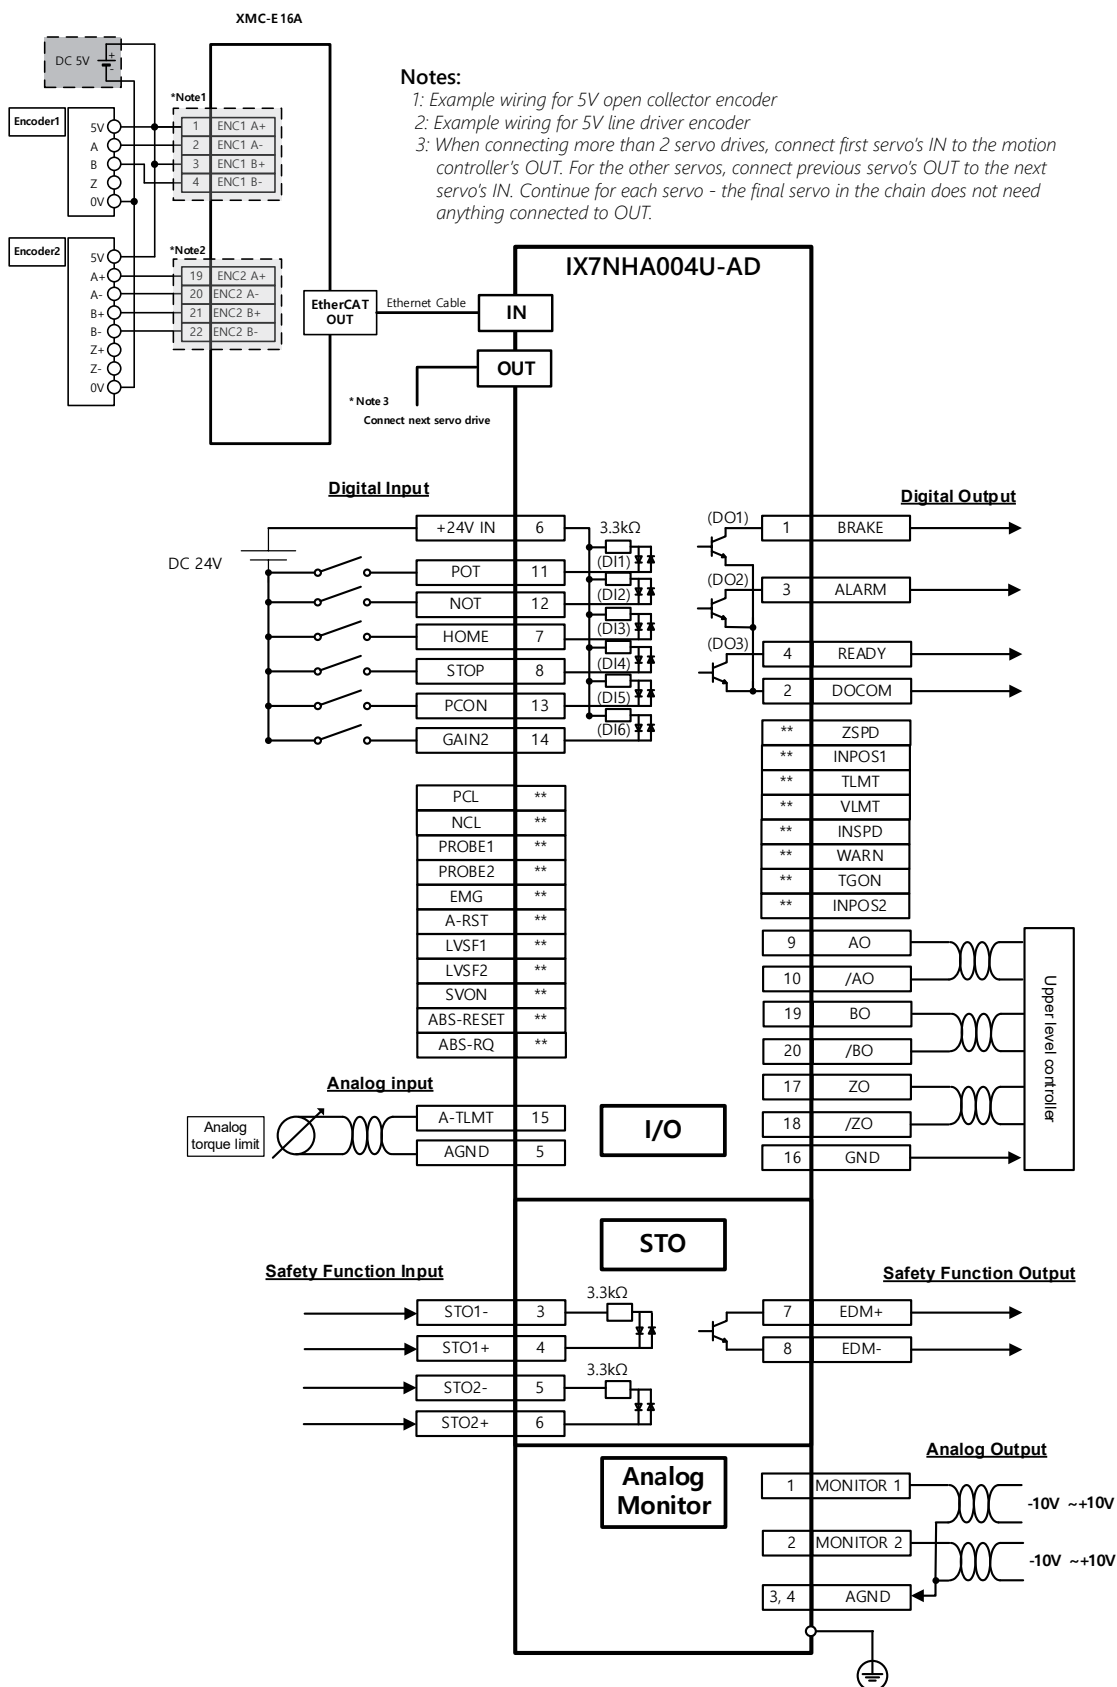 XMC-E16A
DC 5V
+
-
*Note1
Encoder1
5V
A
B
Z
0V
1 ENC1 A+
2 ENC1 A-
3 ENC1 B+
4 ENC1 B-
Notes:
1: Example wiring for 5V open collector encoder
2: Example wiring for 5V line driver encoder
3: When connecting more than 2 servo drives, connect first servo's IN to the motion
controller's OUT. For the other servos, connect previous servo's OUT to the next
servo's IN. Continue for each servo - the final servo in the chain does not need
anything connected to OUT.
*Note2
Encoder2
5V
A+
A-
B+
B-
Z+
Z-
0V
19 ENC2 A+
20 ENC2 A-
21 ENC2 B+
22 ENC2 B-
EtherCAT
OUT
Ethernet Cable
IX7NHA004U-AD
IN
OUT
* Note 3
Connect next servo drive
Digital Input
DC 24V
+24V IN 6
POT 11
NOT 12
HOME 7
STOP 8
PCON 13
GAIN2 14
3.3kΩ
(DI1)
(DI2)
(DI3)
(DI4)
(DI5)
(DI6)
PCL **
NCL **
PROBE1 **
PROBE2 **
EMG **
A-RST **
LVSF1 **
LVSF2 **
SVON **
ABS-RESET **
ABS-RQ **
Digital Output
(DO1) 1 BRAKE
(DO2) 3 ALARM
(DO3) 4 READY
2 DOCOM
** ZSPD
** INPOS1
** TLMT
** VLMT
** INSPD
** WARN
** TGON
** INPOS2
9 AO
10 /AO
19 BO
20 /BO
17 ZO
18 /ZO
16 GND
Upper level controller
Analog input
Analog
torque limit
A-TLMT 15
AGND 5
I/O
STO
Safety Function Input
STO1- 3
STO1+ 4
STO2- 5
STO2+ 6
3.3kΩ
3.3kΩ
Safety Function Output
7 EDM+
8 EDM-
Analog
Monitor
Analog Output
1 MONITOR 1
2 MONITOR 2
3, 4 AGND
-10V ~+10V
-10V ~+10V